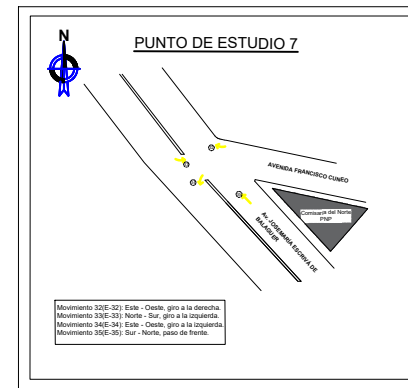 N
PUNTO DE ESTUDIO 7
AVENIDA FRANCISCO CUNEO
Comisaria del Norte
PNP
Av. JOSEMARÍA ESCRIVA DE
BALAGUER
Movimiento 32(E-32): Este - Oeste, giro a la derecha.
Movimiento 33(E-33): Norte - Sur, giro a la izquierda.
Movimiento 34(E-34): Este - Oeste, giro a la izquierda.
Movimiento 35(E-35): Sur - Norte, paso de frente.